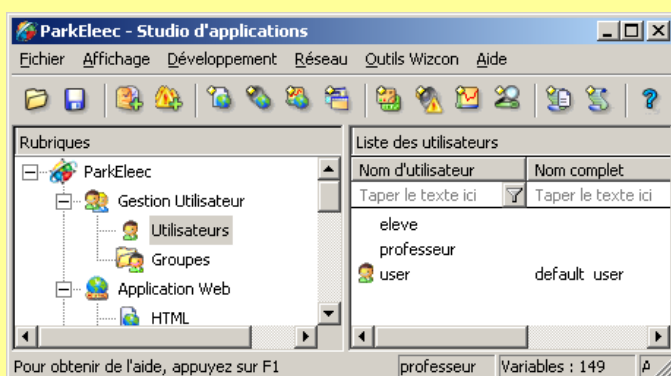 ParkEleec - Studio d'applications
Fichier Affichage Développement Réseau Outils Wizcon Aide
Rubriques
ParkEleec
Gestion Utilisateur
Utilisateurs
Groupes
Application Web
HTML
Liste des utilisateurs
Nom d'utilisateur Nom complet
Taper le texte ici Taper le texte ici
eleve
professeur
user default user
Pour obtenir de l'aide, appuyez sur F1 professeur Variables : 149